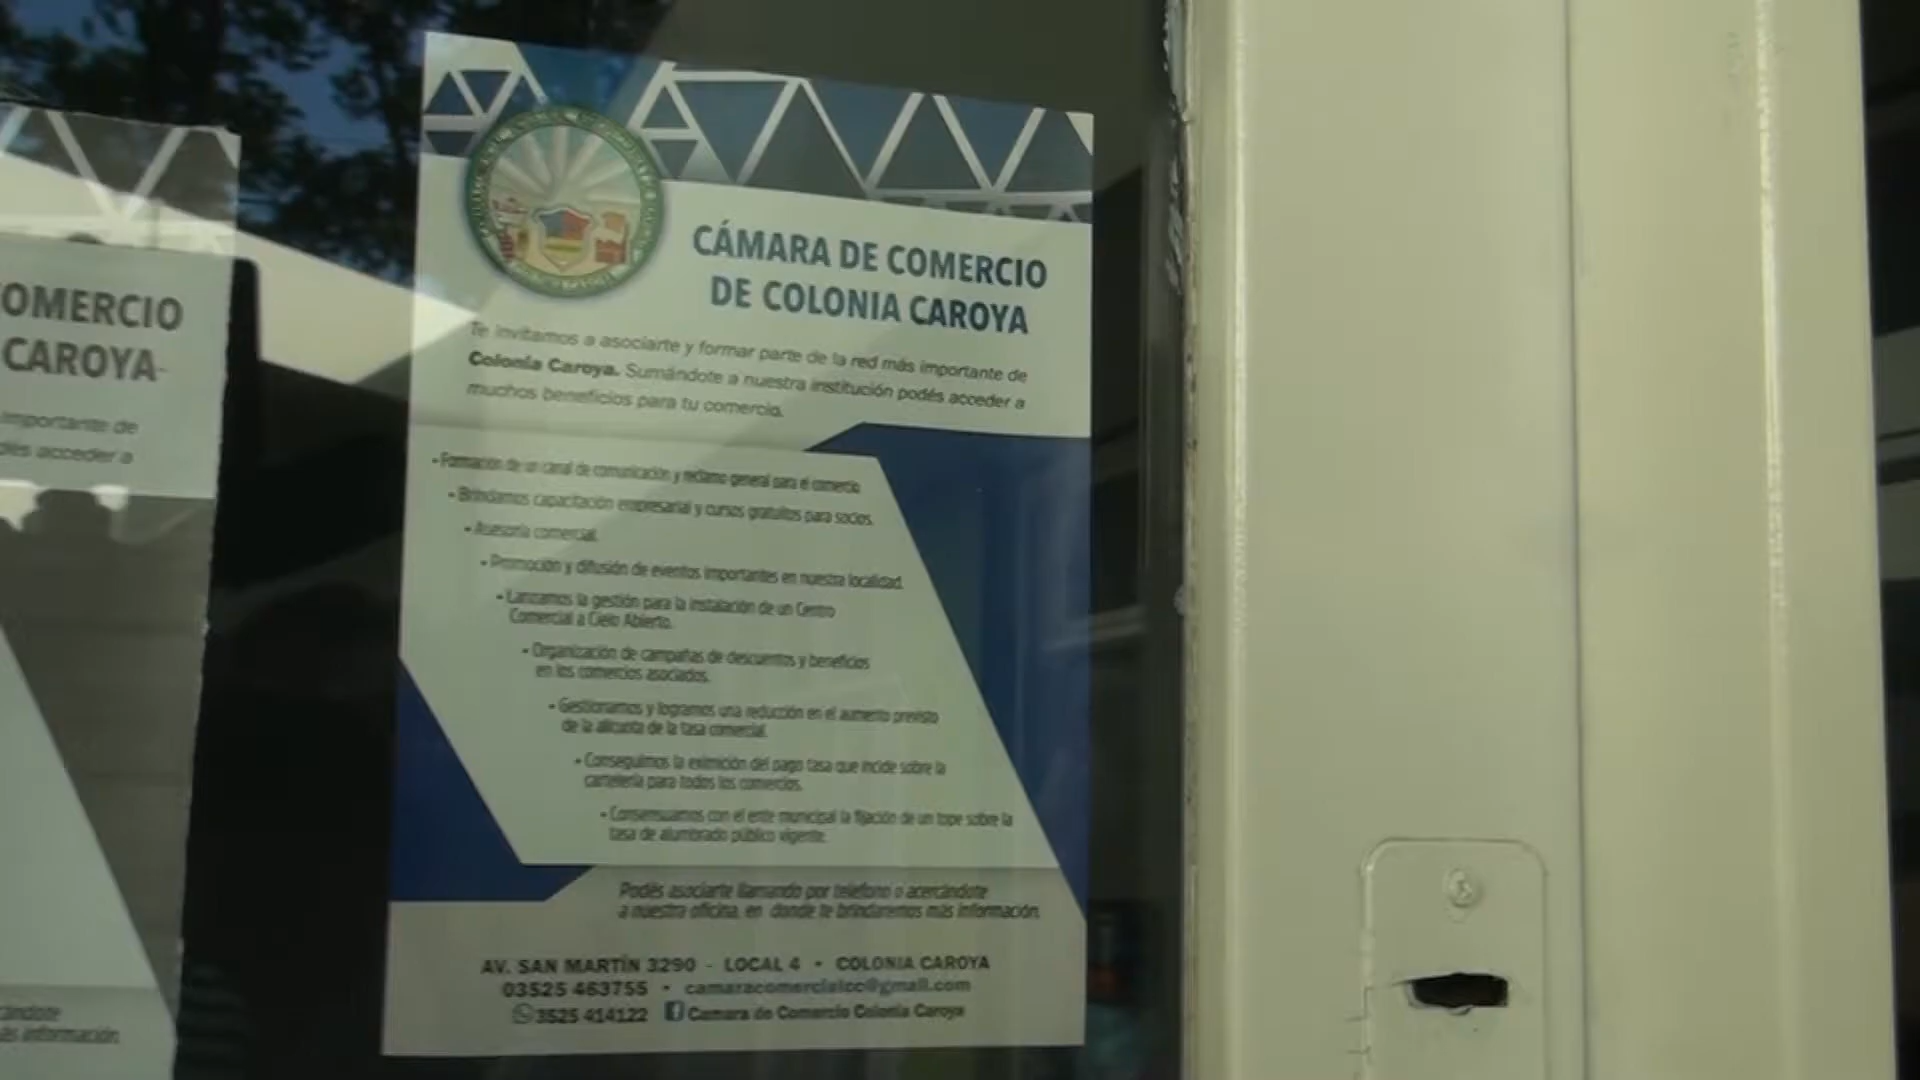 OMERCIO
CAROYA
importante de
acceder a
más información.
CÁMARA DE COMERCIO
DE COLONIA CAROYA
Te invitamos a asociarte y formar parte de la red más importante de
Colonia Caroya. Sumándote a nuestra institución podés acceder a
muchos beneficios para tu comercio.
• Formación de un canal de comunicación y reclamo general para el comercio
• Brindamos capacitación empresarial y cursos gratuitos para socios.
• Asesoría comercial.
• Promoción y difusión de eventos importantes en nuestra localidad.
• Lanzamos la gestión para la instalación de un Centro
Comercial a Cielo Abierto.
• Organización de campañas de descuentos y beneficios
en los comercios asociados.
• Gestionamos y logramos una reducción en el aumento previsto
de la alícuota de la tasa comercial.
• Conseguimos la eximición del pago tasa que incide sobre la
cartelería para todos los comercios.
• Consensuamos con el ente municipal la fijación de un tope sobre la
tasa de alumbrado público vigente.
Podés asociarte llamando por teléfono o acercándote
a nuestra oficina, en donde te brindaremos más información.
AV. SAN MARTÍN 3290 - LOCAL 4 • COLONIA CAROYA
03525 463755 • camaracomercialcc@gmail.com
3525 414122 Camara de Comercio Colonia Caroya